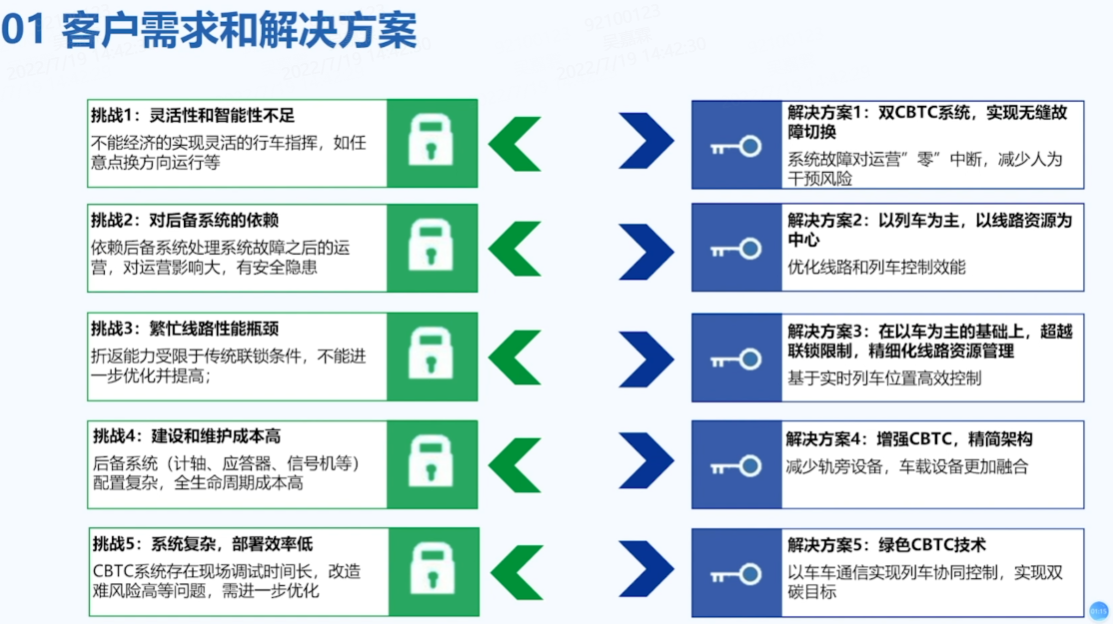 01 客户需求和解决方案
挑战1：灵活性和智能性不足
不能经济的实现灵活的行车指挥，如任
意点换方向运行等
解决方案1：双CBTC系统，实现无缝故
障切换
系统故障对运营”零”中断，减少人为
干预风险
挑战2：对后备系统的依赖
依赖后备系统处理系统故障之后的运
营，对运营影响大，有安全隐患
解决方案2：以列车为主，以线路资源为
中心
优化线路和列车控制效能
挑战3：繁忙线路性能瓶颈
折返能力受限于传统联锁条件，不能进
一步优化并提高；
解决方案3：在以车为主的基础上，超越
联锁限制，精细化线路资源管理
基于实时列车位置高效控制
挑战4：建设和维护成本高
后备系统（计轴、应答器、信号机等）
配置复杂，全生命周期成本高
解决方案4：增强CBTC，精简架构
减少轨旁设备，车载设备更加融合
挑战5：系统复杂，部署效率低
CBTC系统存在现场调试时间长，改造
难风险高等问题，需进一步优化
解决方案5：绿色CBTC技术
以车车通信实现列车协同控制，实现双
碳目标